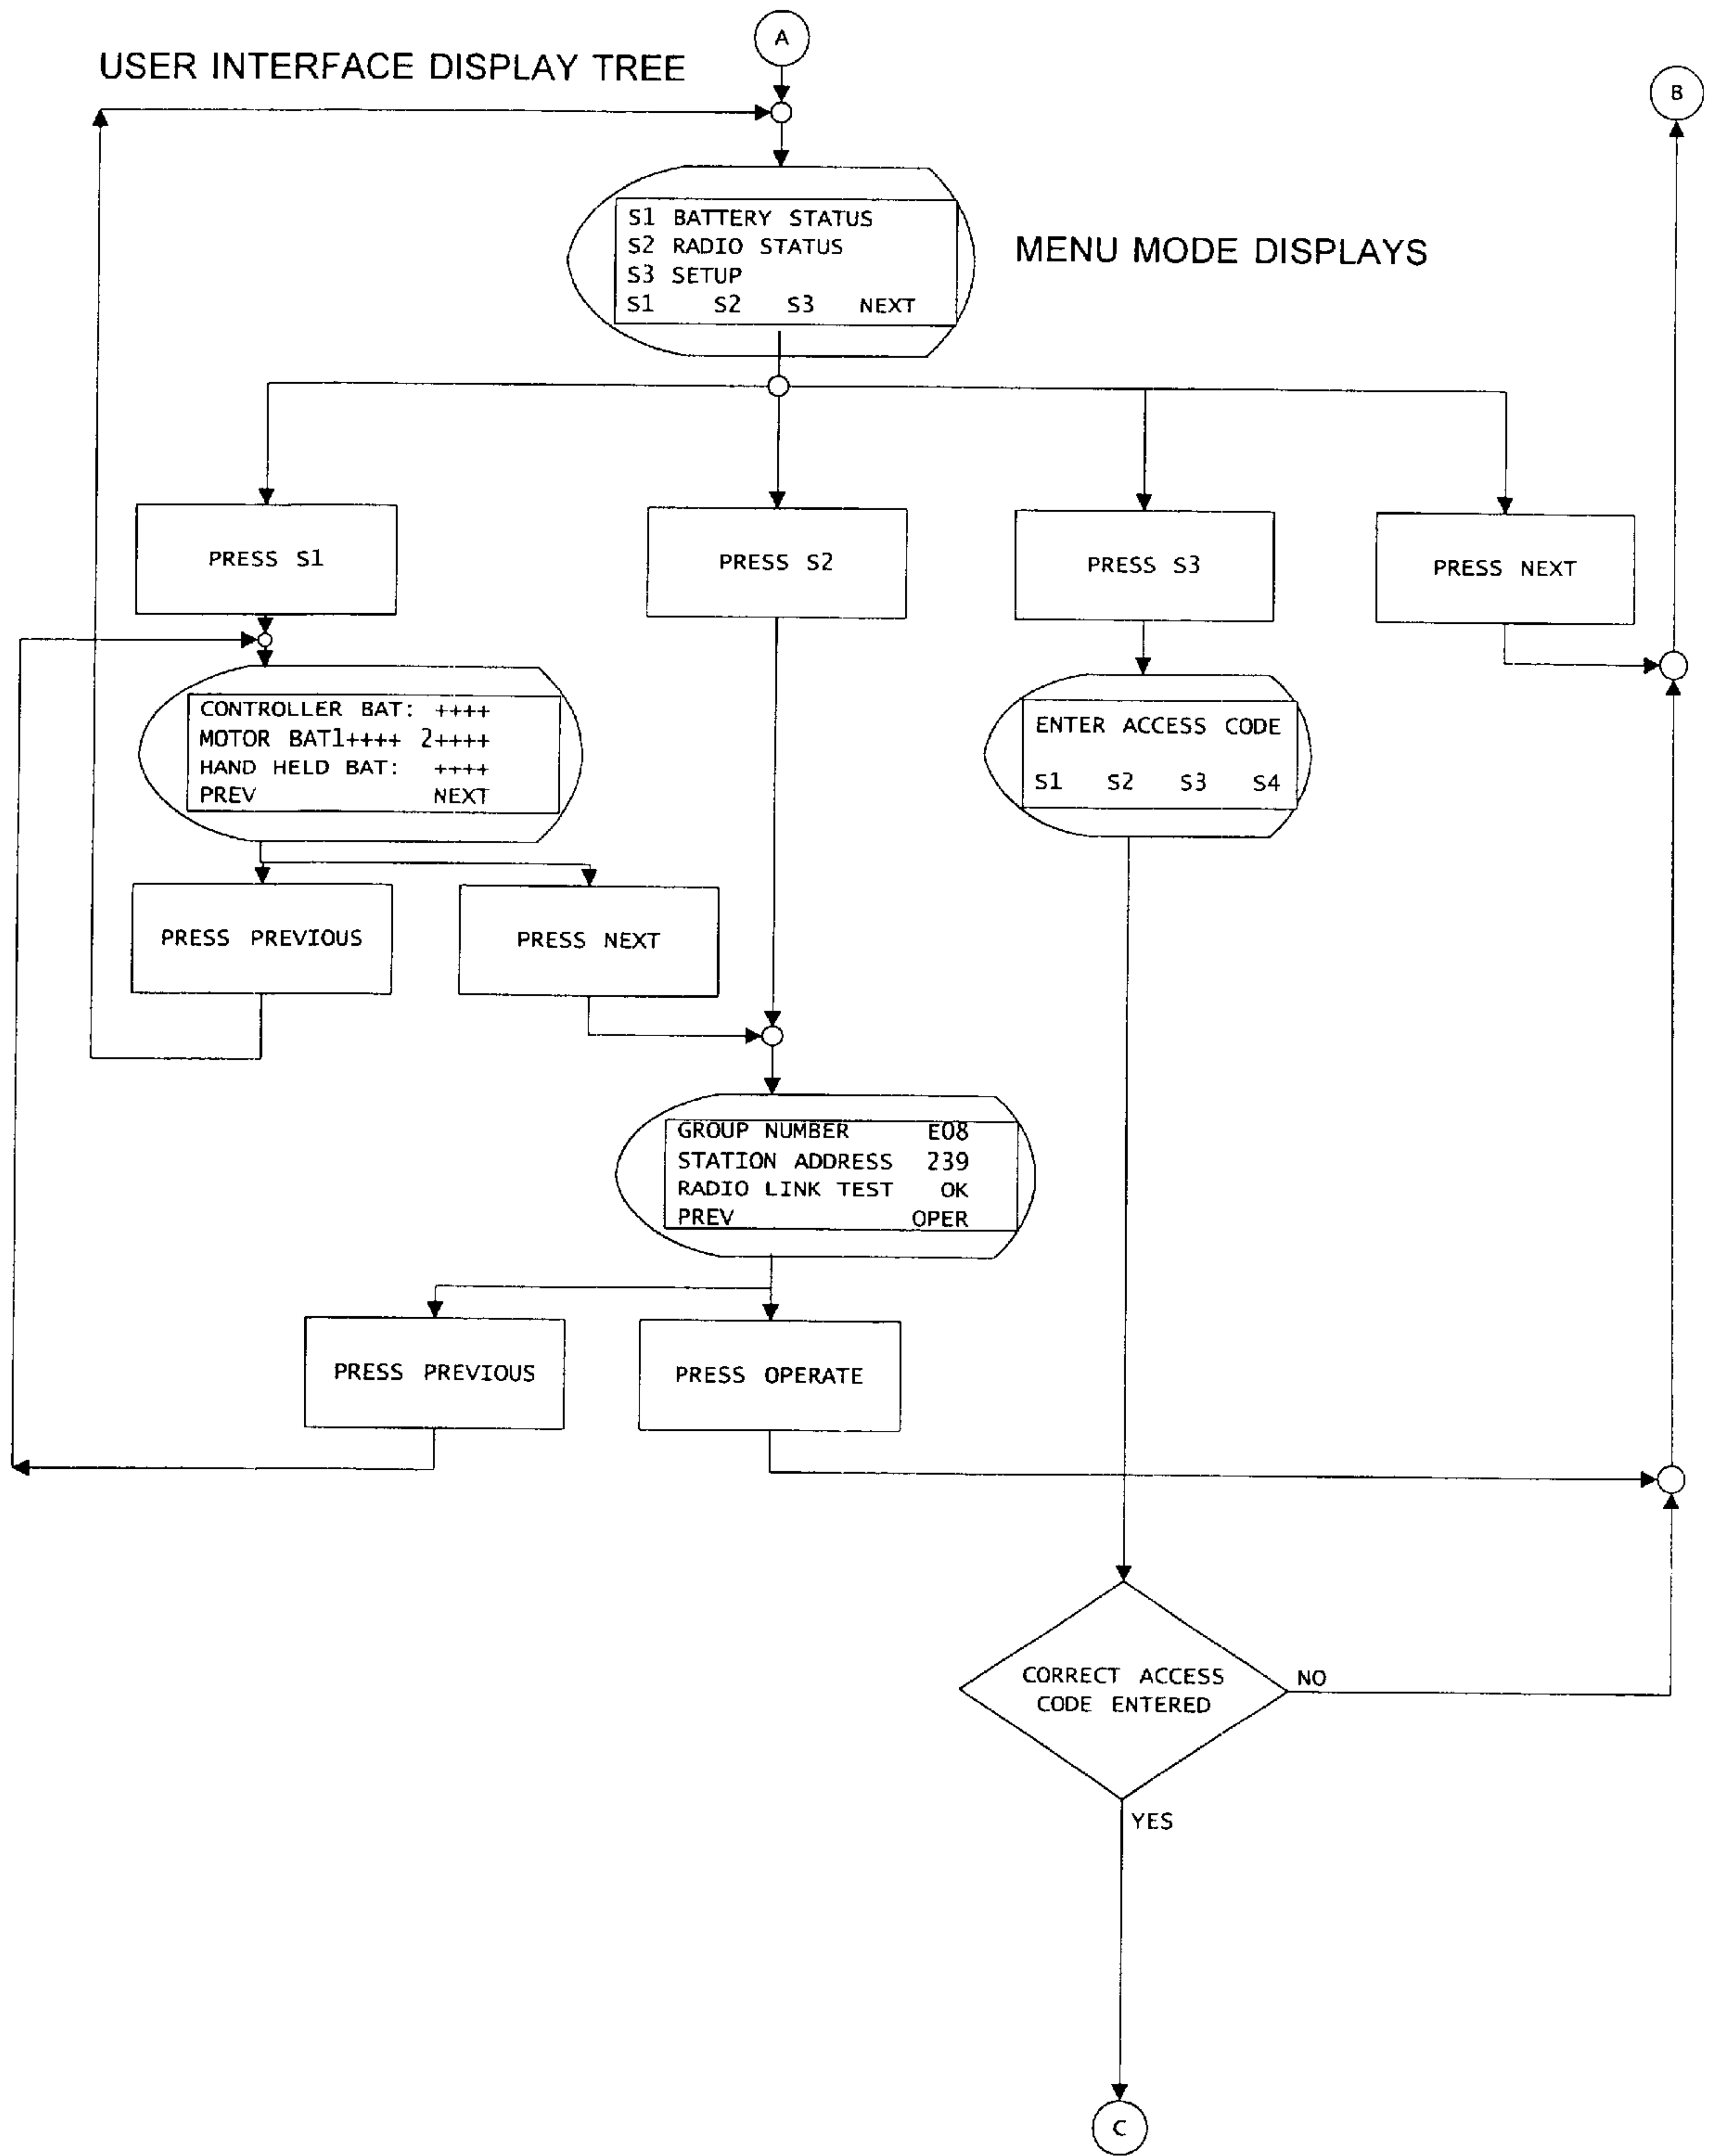 A
USER INTERFACE DISPLAY TREE
B
S1 BATTERY STATUS
S2 RADIO STATUS
S3 SETUP
S1 S2 S3 NEXT
MENU MODE DISPLAYS
PRESS S1
PRESS S2
PRESS S3
PRESS NEXT
CONTROLLER BAT: ++++
MOTOR BAT1++++ 2++++
HAND HELD BAT: ++++
PREV NEXT
ENTER ACCESS CODE
S1 S2 S3 S4
PRESS PREVIOUS
PRESS NEXT
GROUP NUMBER E08
STATION ADDRESS 239
RADIO LINK TEST OK
PREV OPER
PRESS PREVIOUS
PRESS OPERATE
CORRECT ACCESS
CODE ENTERED
NO
YES
C